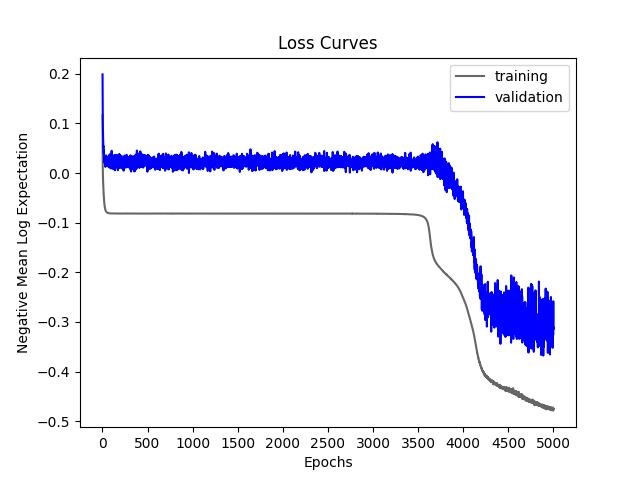 Loss Curves
training
validation
Negative Mean Log Expectation
0.2
0.1
0.0
−0.1
−0.2
−0.3
−0.4
−0.5
0 500 1000 1500 2000 2500 3000 3500 4000 4500 5000
Epochs